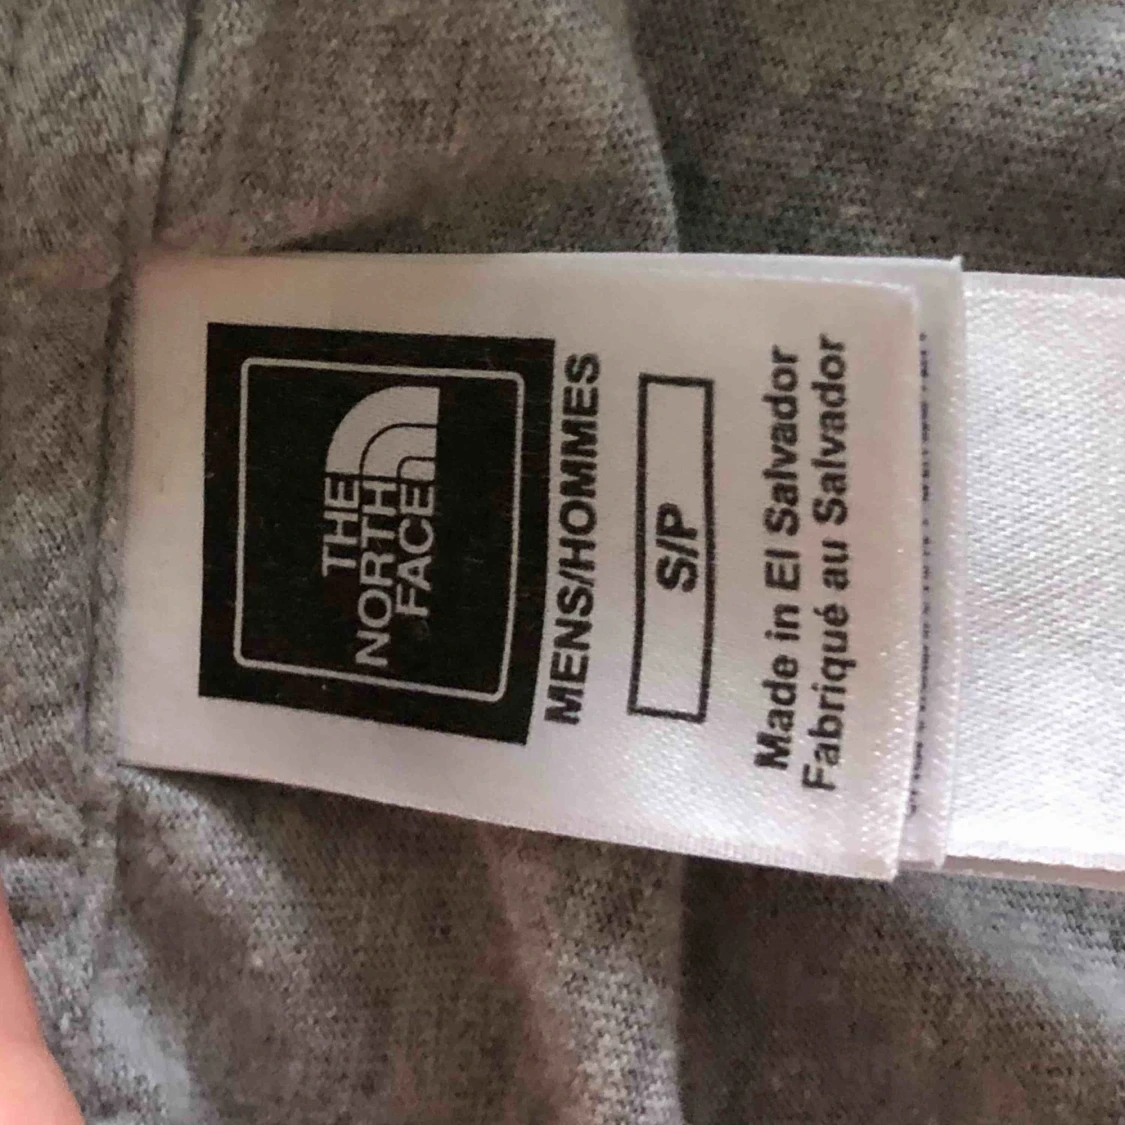 THE
NORTH
FACE
MENS/HOMMES
S/P
Made in El Salvador
Fabriqué au Salvador